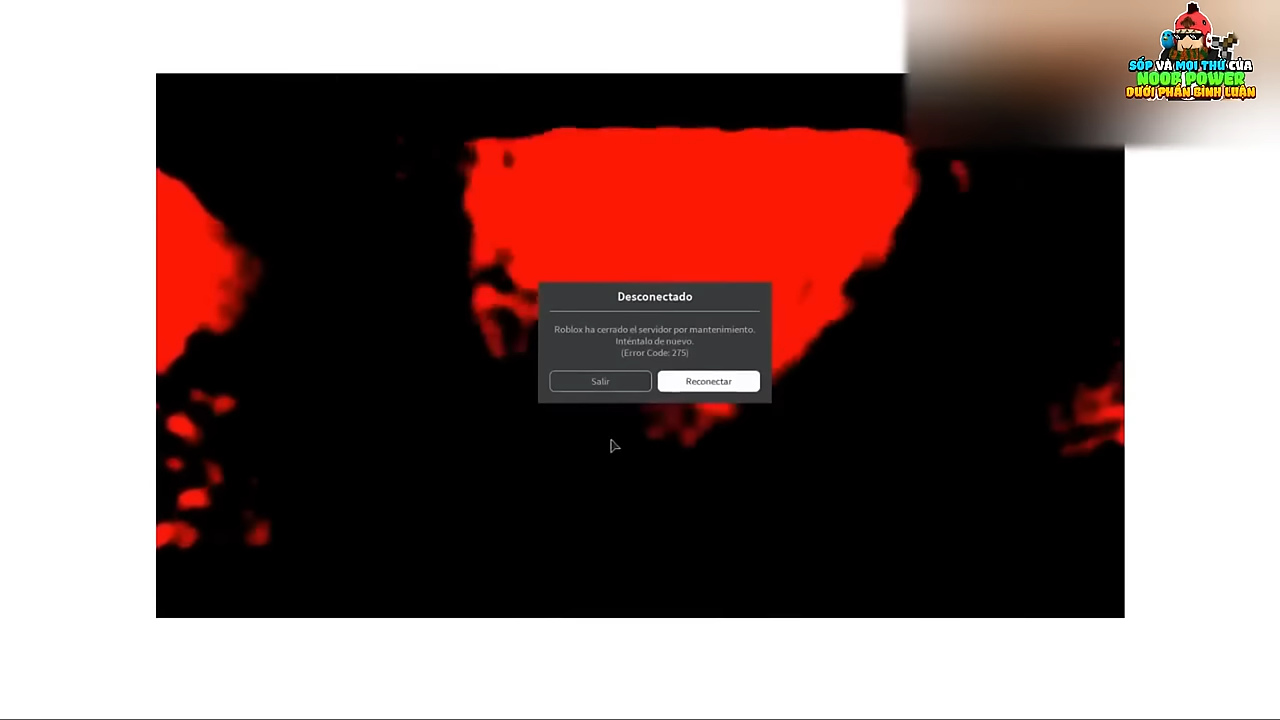 SỐP VÀ MỌI THỨ CỦA
NOOB POWER
DƯỚI PHẦN BÌNH LUẬN
Desconectado
Roblox ha cerrado el servidor por mantenimiento.
Inténtalo de nuevo.
(Error Code: 275)
Salir
Reconectar